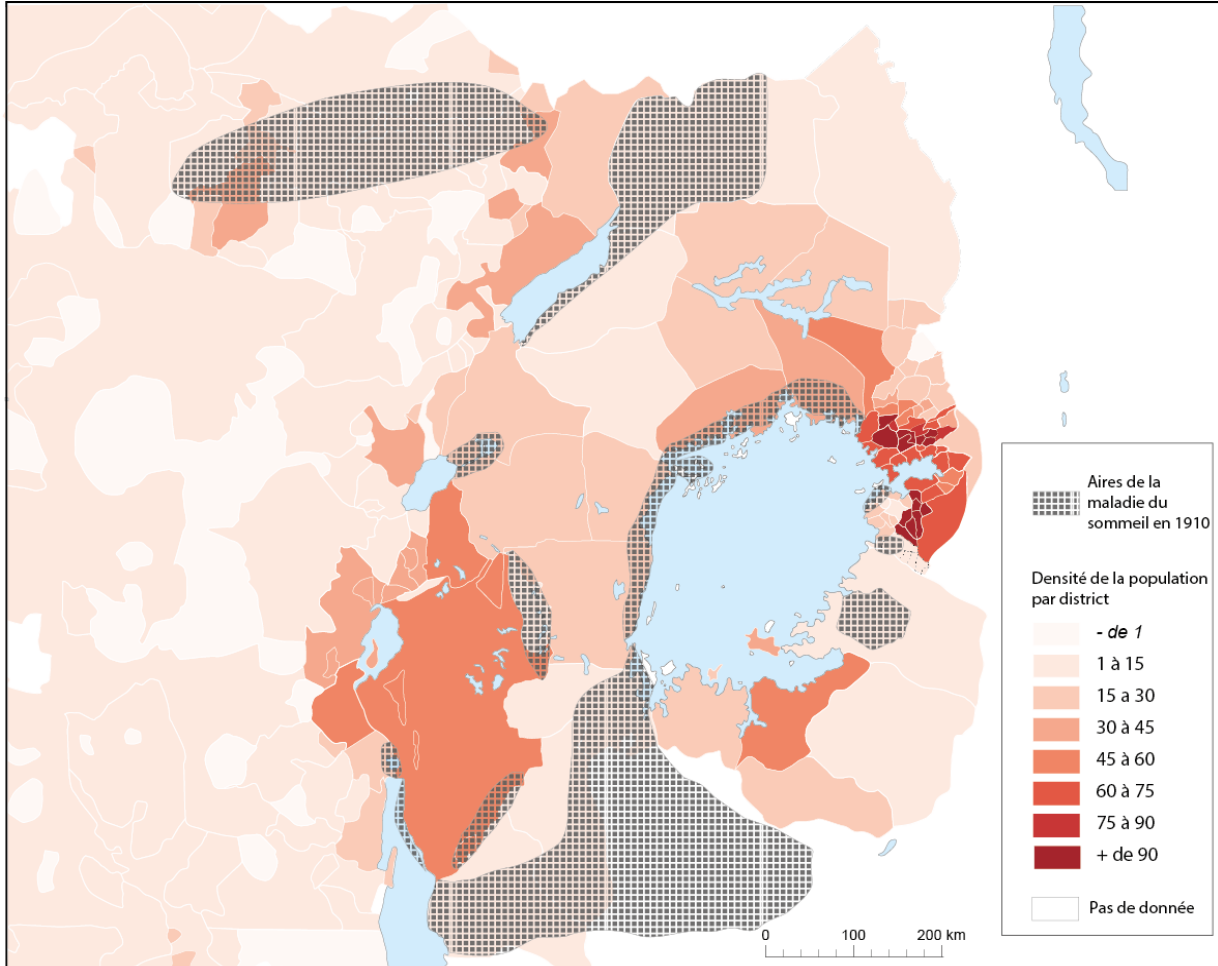 Aires de la
maladie du
sommeil en 1910
Densité de la population
par district
- de 1
1 à 15
15 a 30
30 à 45
45 à 60
60 à 75
75 à 90
+ de 90
Pas de donnée
0 100 200 km